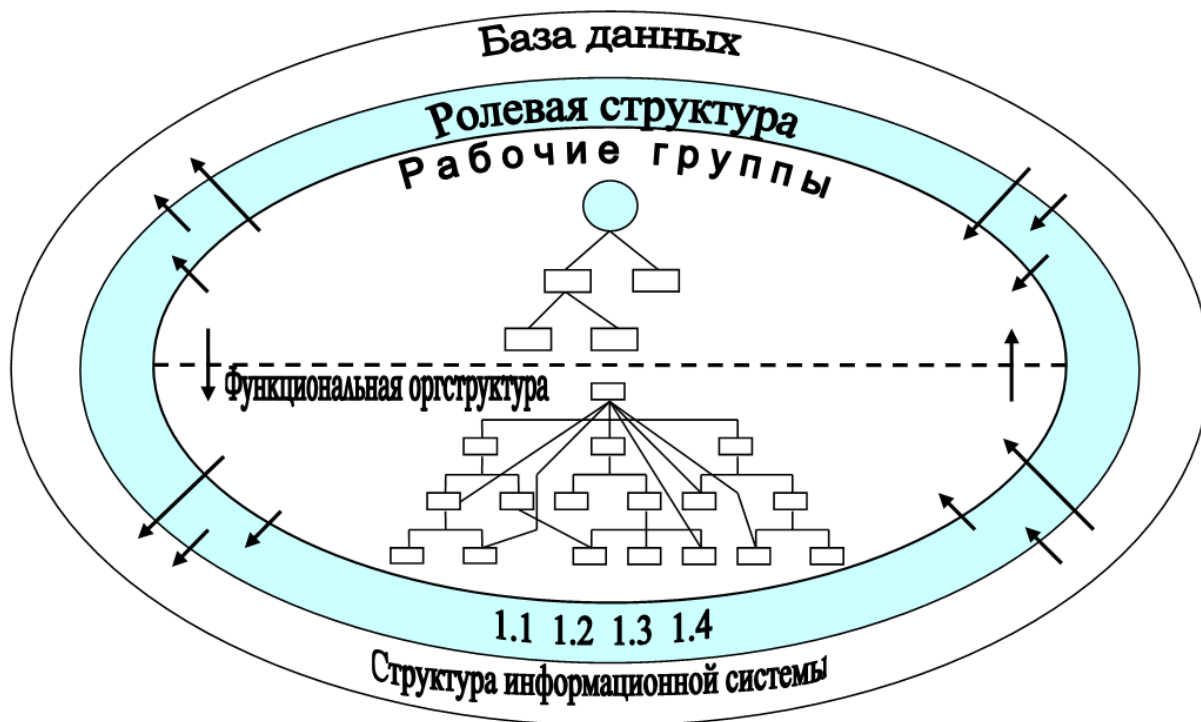 База данных
Ролевая структура
Рабочие группы
Функциональная оргструктура
1.1 1.2 1.3 1.4
Структура информационной системы